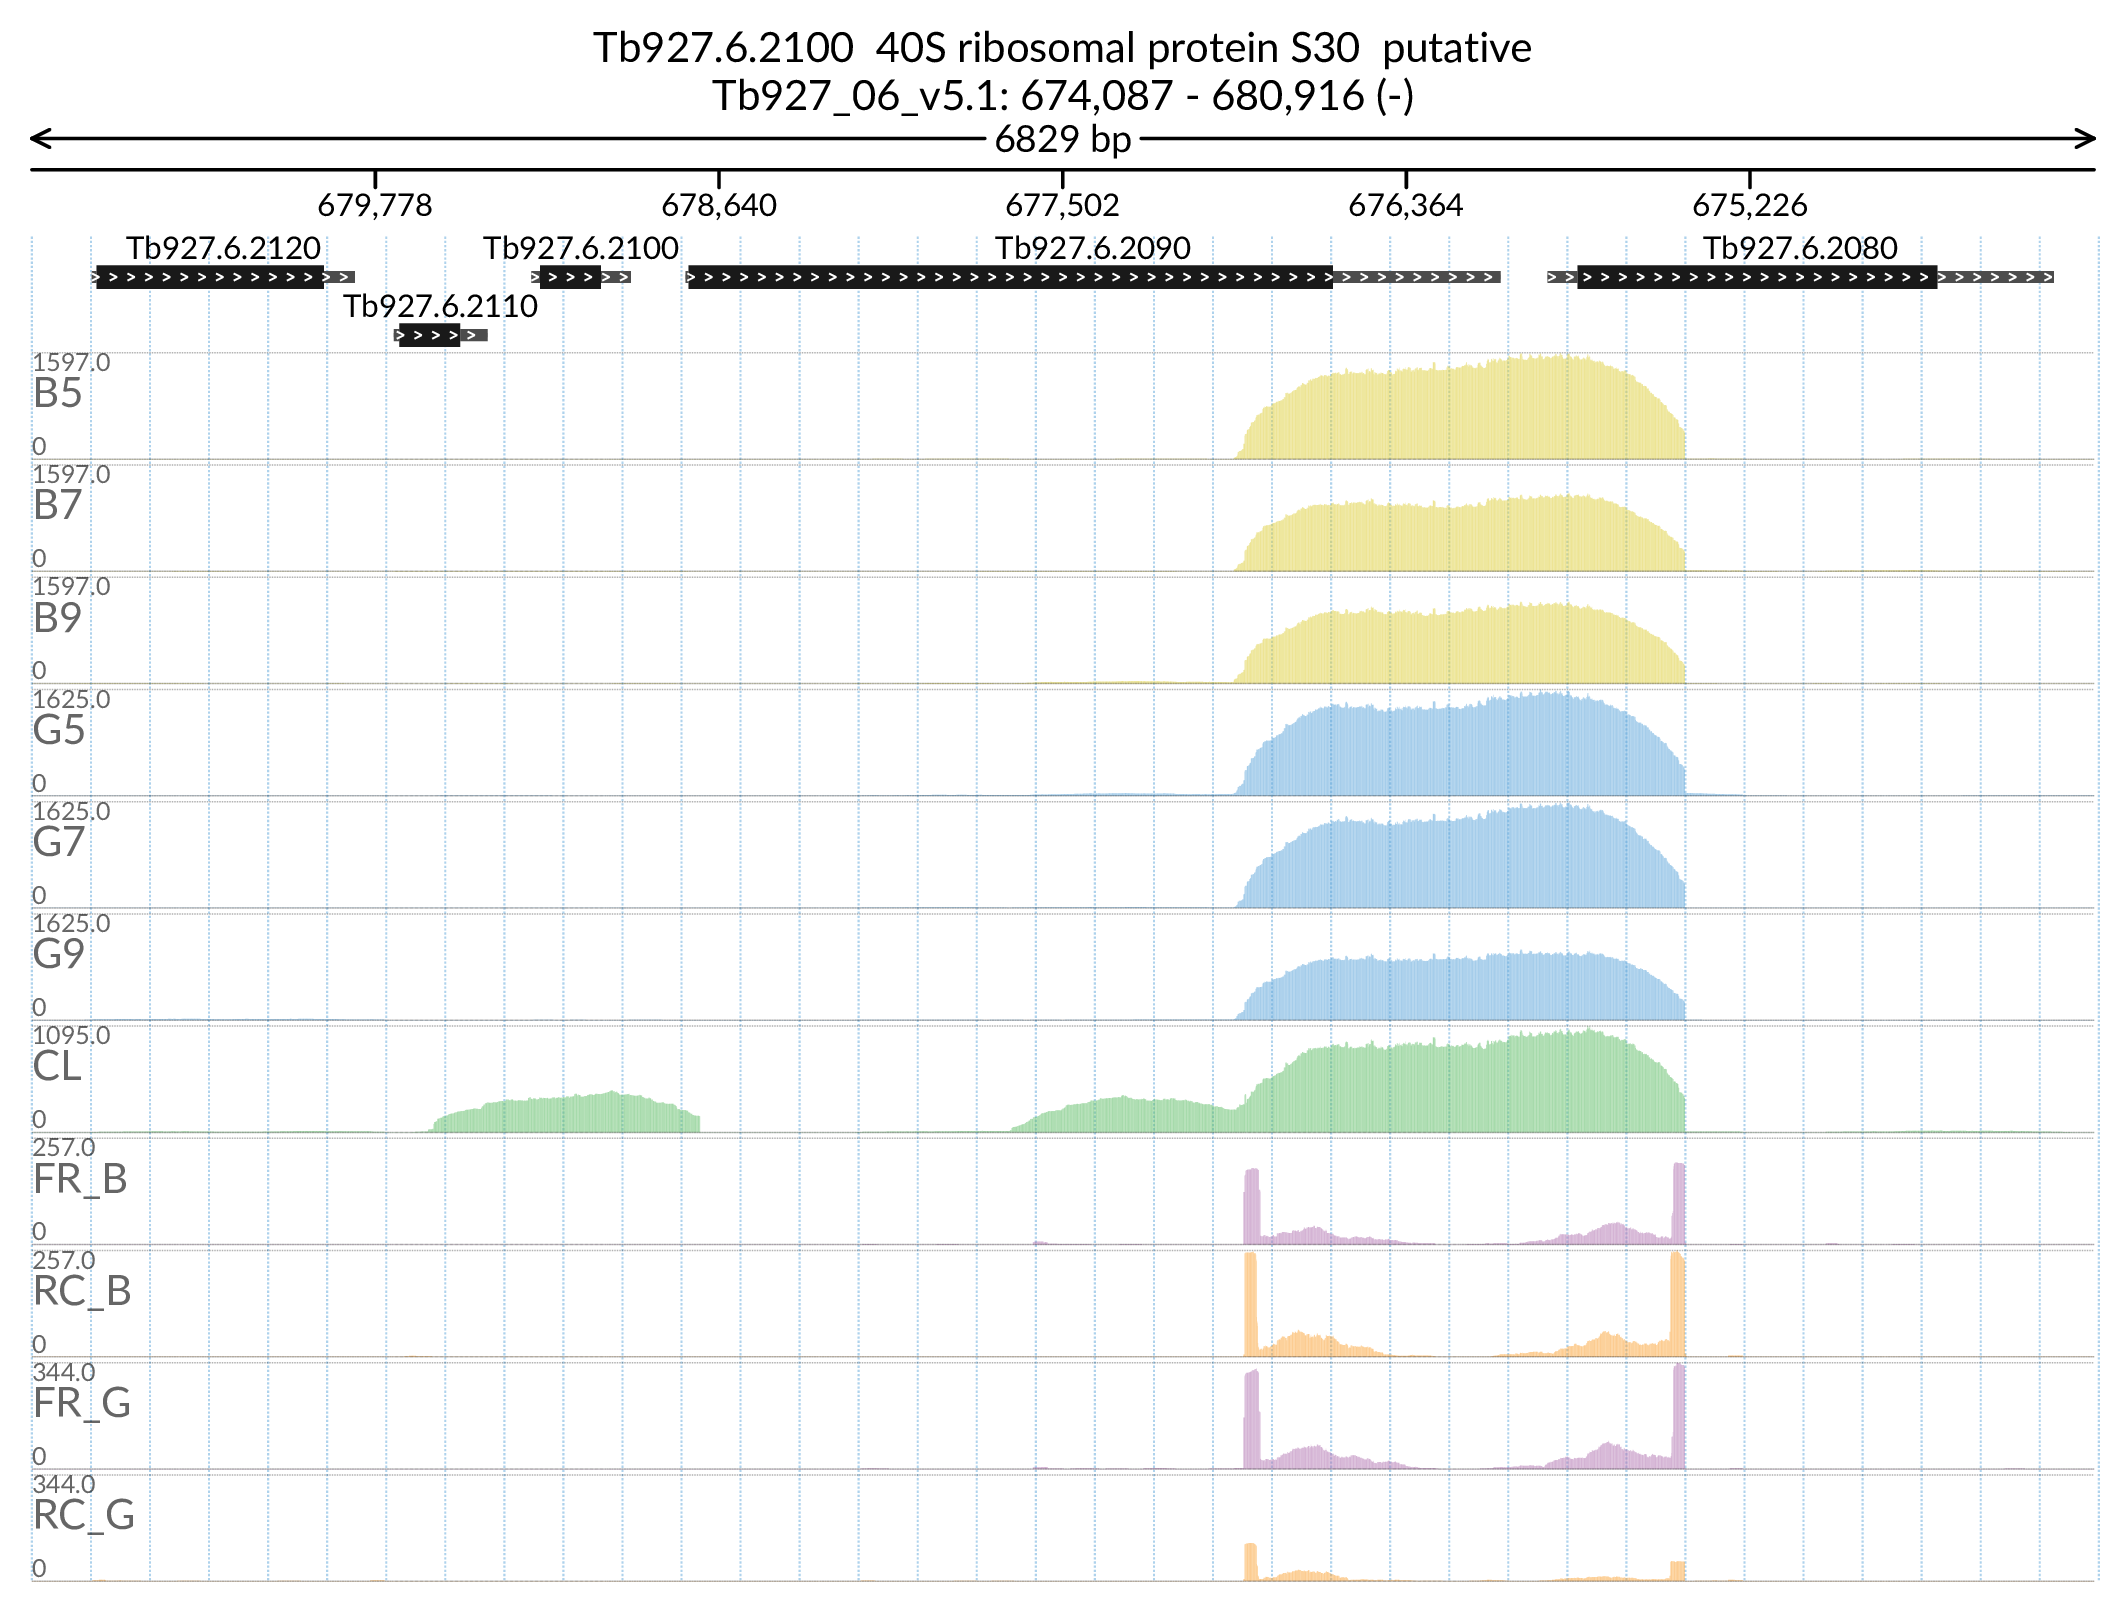 Tb927.6.2100  40S ribosomal protein S30  putative
Tb927_06_v5.1: 674,087 - 680,916 (-)
6829 bp
679,778 678,640 677,502 676,364 675,226
Tb927.6.2120 Tb927.6.2100 Tb927.6.2090 Tb927.6.2080
Tb927.6.2110
1597.0
B5
0
1597.0
B7
0
1597.0
B9
0
1625.0
G5
0
1625.0
G7
0
1625.0
G9
0
1095.0
CL
0
257.0
FR_B
0
257.0
RC_B
0
344.0
FR_G
0
344.0
RC_G
0